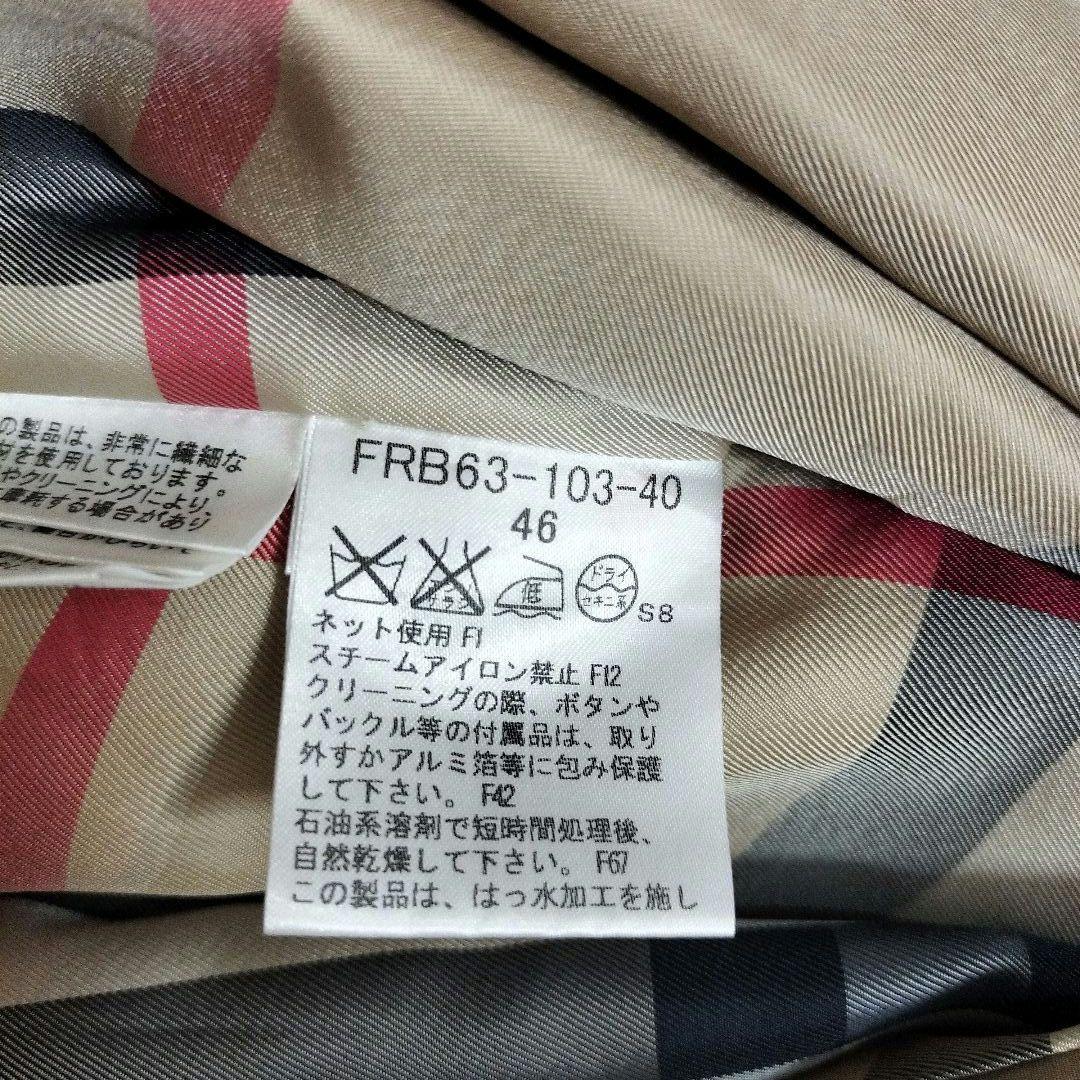 の製品は、非常に繊細な
を使用しております。
やクリーニングにより、
する場合があり
FRB63-103-40
46
低
ドライ
セキユ系
S8
ネット使用 F1
スチームアイロン禁止 F12
クリーニングの際、ボタンや
バックル等の付属品は、取り
外すかアルミ箔等に包み保護
して下さい。 F42
石油系溶剤で短時間処理後、
自然乾燥して下さい。 F67
この製品は、はっ水加工を施し